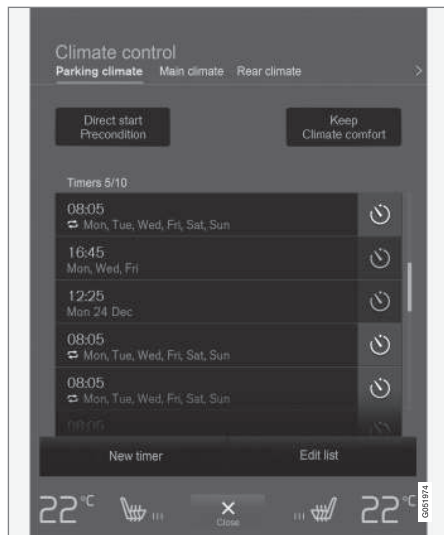 Climate control
Parking climate Main climate Rear climate >
Direct start
Precondition
Keep
Climate comfort
Timers 5/10
08:05
Mon, Tue, Wed, Fri, Sat, Sun
16:45
Mon, Wed, Fri
12:25
Mon 24 Dec
08:05
Mon, Tue, Wed, Fri, Sat, Sun
08:05
Mon, Tue, Wed, Fri, Sat, Sun
08:05
New timer Edit list
22°C Close 22°C
G051974